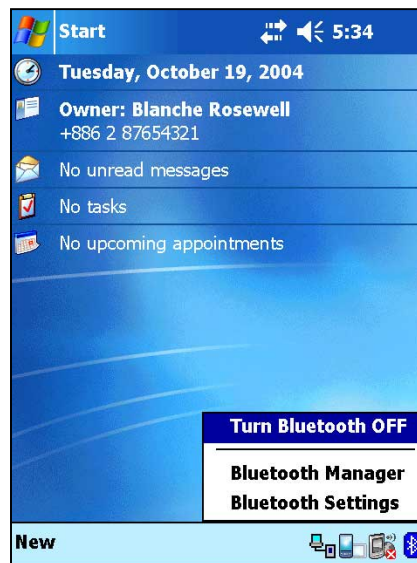 Start 5:34
Tuesday, October 19, 2004
Owner: Blanche Rosewell
+886 2 87654321
No unread messages
No tasks
No upcoming appointments
Turn Bluetooth OFF
Bluetooth Manager
Bluetooth Settings
New